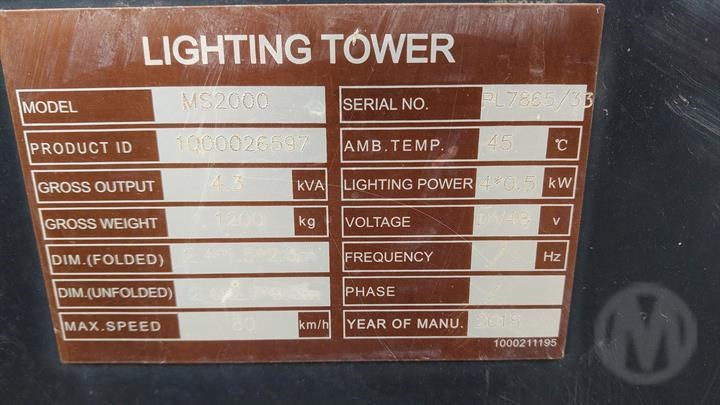 LIGHTING TOWER
MODEL MS2000
SERIAL NO. PL7865/33
PRODUCT ID 1000026597
AMB.TEMP. 45 ℃
GROSS OUTPUT 4.3 kVA
LIGHTING POWER 4*0.5 kW
GROSS WEIGHT 1200 kg
VOLTAGE v
DIM.(FOLDED)
FREQUENCY Hz
DIM.(UNFOLDED)
PHASE
MAX.SPEED 80 km/h
YEAR OF MANU.
1000211195
M